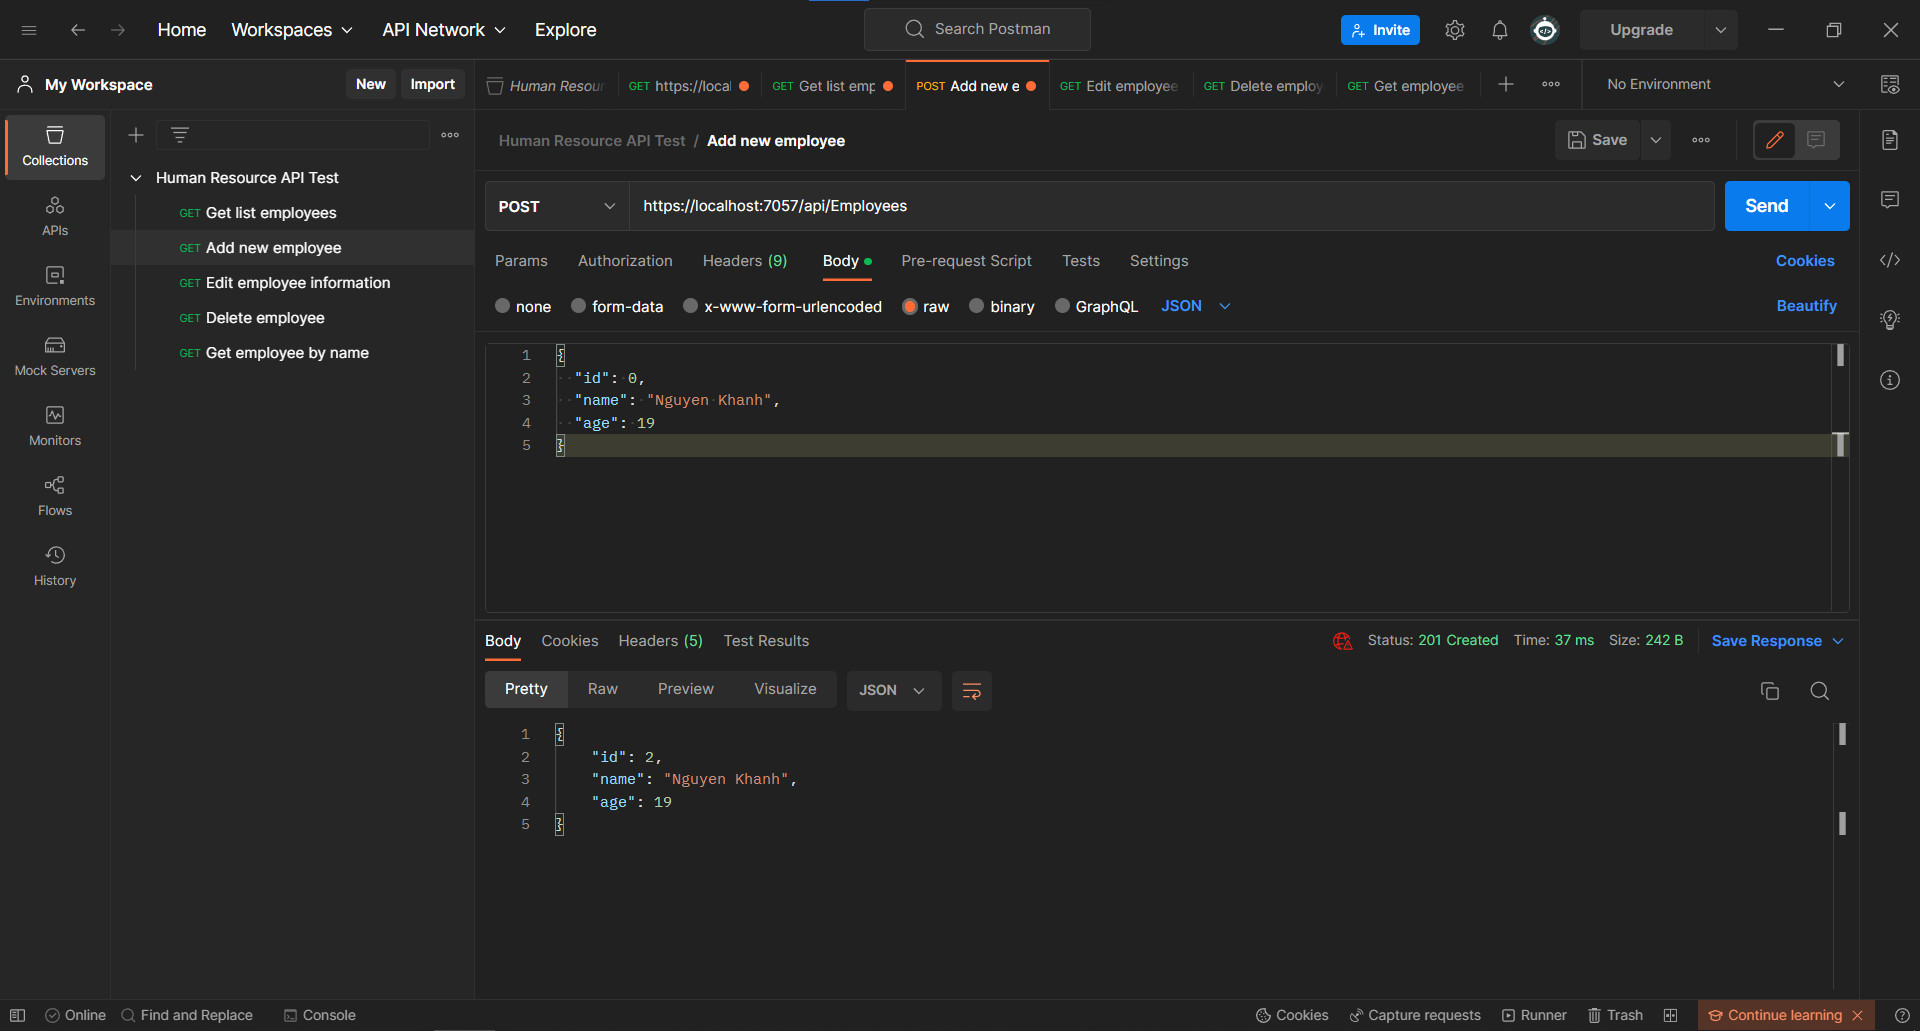 Home Workspaces API Network Explore Search Postman Invite Upgrade
My Workspace New Import
Human Resour GET https://local GET Get list emp POST Add new e GET Edit employee GET Delete employ GET Get employee No Environment
Collections
APIs
Environments
Mock Servers
Monitors
Flows
History
Human Resource API Test
GET Get list employees
GET Add new employee
GET Edit employee information
GET Delete employee
GET Get employee by name
Human Resource API Test / Add new employee Save
POST https://localhost:7057/api/Employees Send
Params Authorization Headers (9) Body Pre-request Script Tests Settings Cookies
none form-data x-www-form-urlencoded raw binary GraphQL JSON Beautify
1 {
2 "id": 0,
3 "name": "Nguyen Khanh",
4 "age": 19
5 }
Body Cookies Headers (5) Test Results Status: 201 Created Time: 37 ms Size: 242 B Save Response
Pretty Raw Preview Visualize JSON
1 {
2 "id": 2,
3 "name": "Nguyen Khanh",
4 "age": 19
5 }
Online Find and Replace Console Cookies Capture requests Runner Trash Continue learning